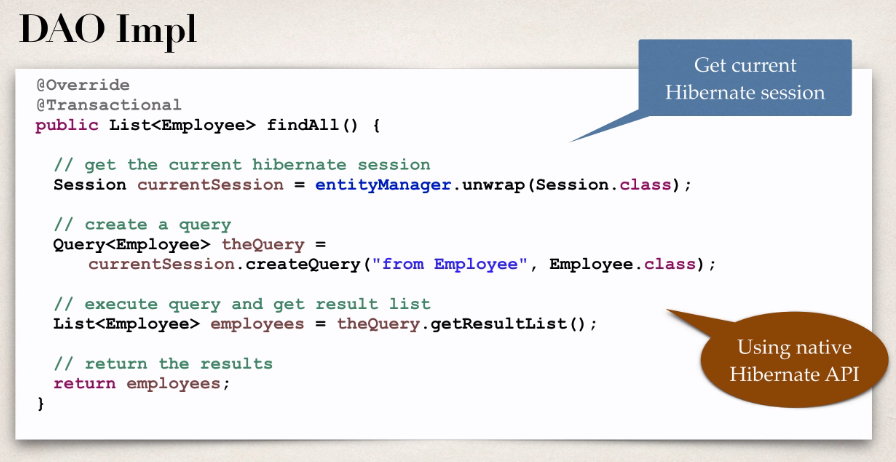 DAO Impl
Get current
Hibernate session
@Override
@Transactional
public List<Employee> findAll() {
// get the current hibernate session
Session currentSession = entityManager.unwrap(Session.class);
// create a query
Query<Employee> theQuery =
currentSession.createQuery("from Employee", Employee.class);
// execute query and get result list
List<Employee> employees = theQuery.getResultList();
// return the results
return employees;
}
Using native
Hibernate API